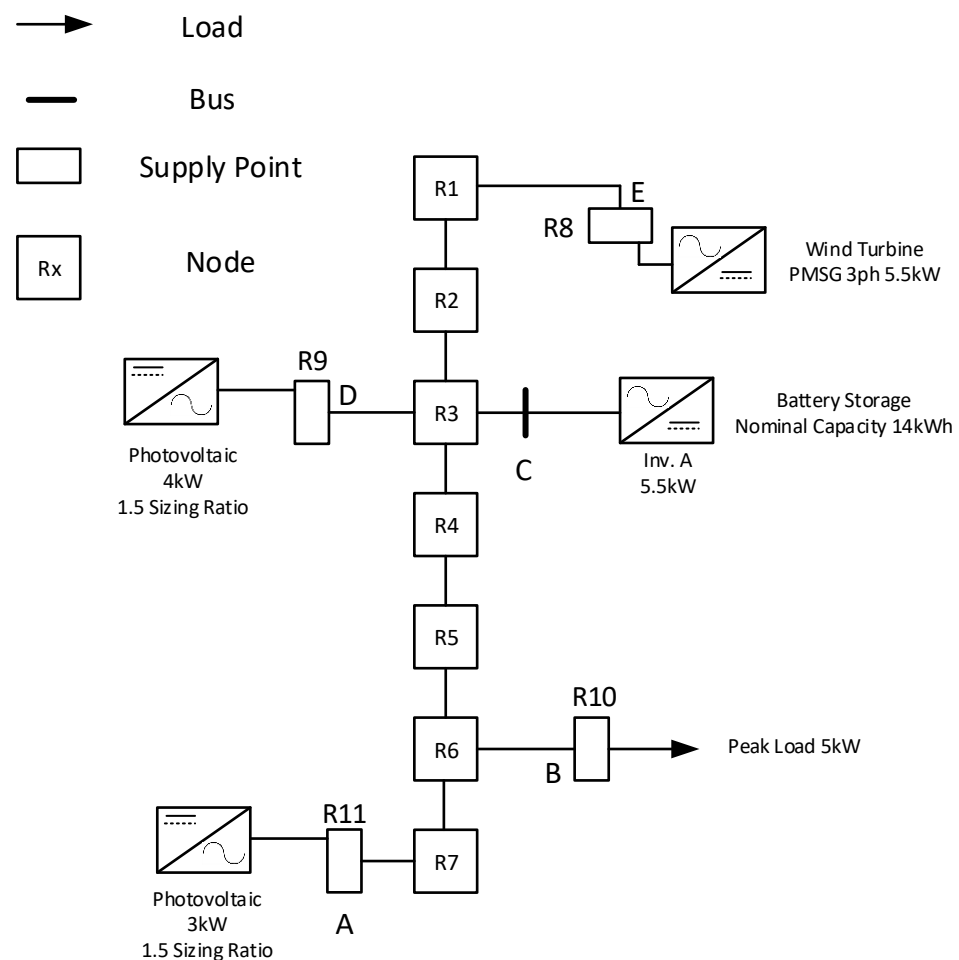 Load
Bus
Supply Point
Rx
Node
R1
E
R8
Wind Turbine
PMSG 3ph 5.5kW
R2
R9
D
R3
C
Battery Storage
Nominal Capacity 14kWh
Inv. A
5.5kW
Photovoltaic
4kW
1.5 Sizing Ratio
R4
R5
R10
R6
B
Peak Load 5kW
R11
R7
A
Photovoltaic
3kW
1.5 Sizing Ratio